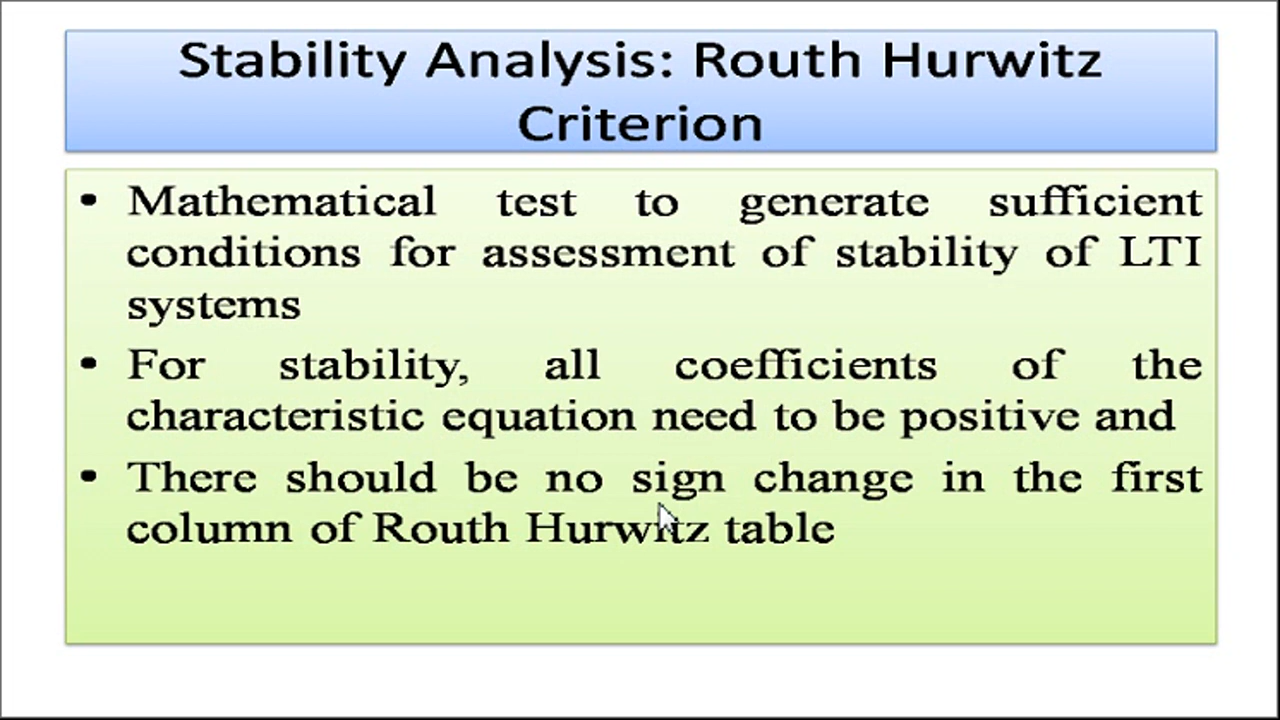 Stability Analysis: Routh Hurwitz
Criterion
• Mathematical test to generate sufficient
conditions for assessment of stability of LTI
systems
• For stability, all coefficients of the
characteristic equation need to be positive and
• There should be no sign change in the first
column of Routh Hurwitz table